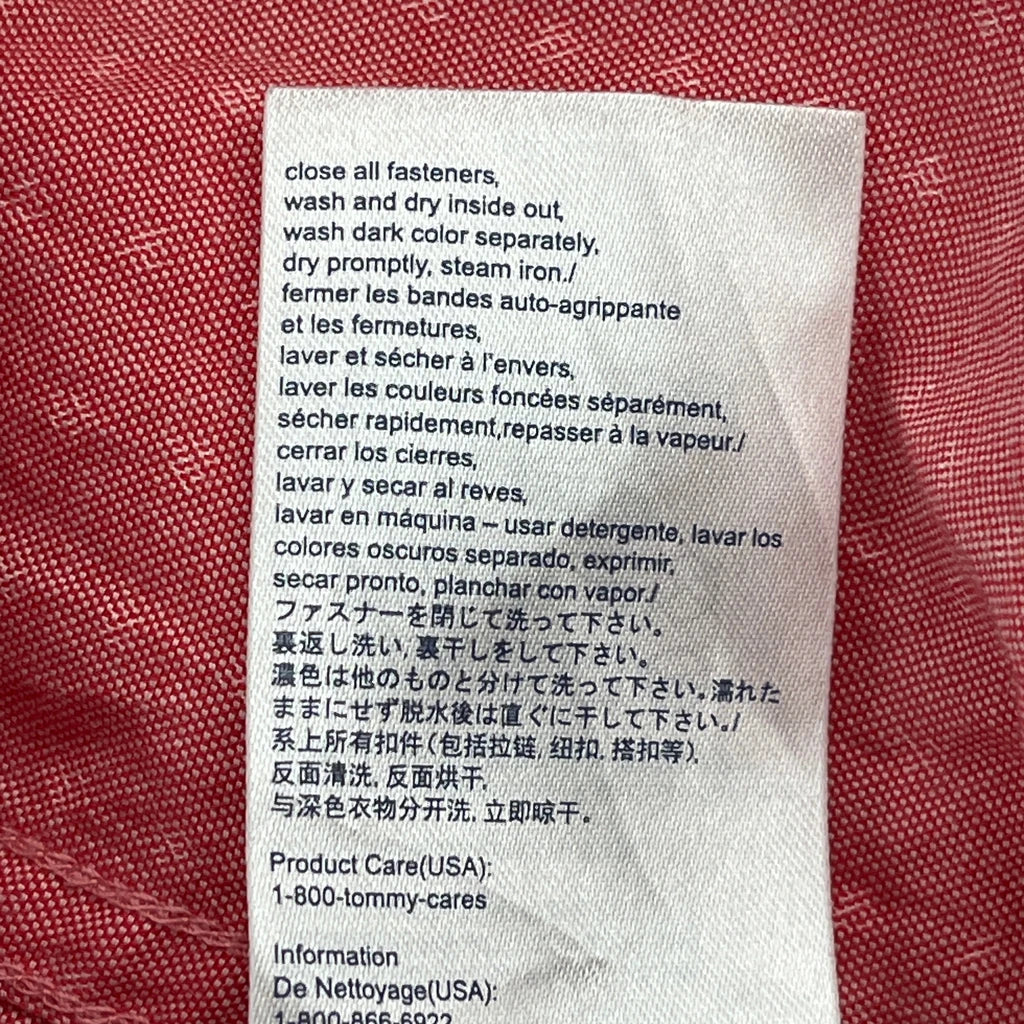 close all fasteners,
wash and dry inside out,
wash dark color separately,
dry promptly, steam iron./
fermer les bandes auto-agrippante
et les fermetures,
laver et sécher à l'envers,
laver les couleurs foncées séparément,
sécher rapidement,repasser à la vapeur./
cerrar los cierres,
lavar y secar al reves,
lavar en máquina – usar detergente, lavar los
colores oscuros separado, exprimir,
secar pronto, planchar con vapor./
ファスナーを閉じて洗って下さい。
裏返し洗い, 裏干しをして下さい。
濃色は他のものと分けて洗って下さい。濡れた
ままにせず脱水後は直ぐに干して下さい。/
系上所有扣件(包括拉链, 纽扣, 搭扣等),
反面清洗, 反面烘干,
与深色衣物分开洗, 立即晾干。
Product Care(USA):
1-800-tommy-cares
Information
De Nettoyage(USA):
1-800-866-6922